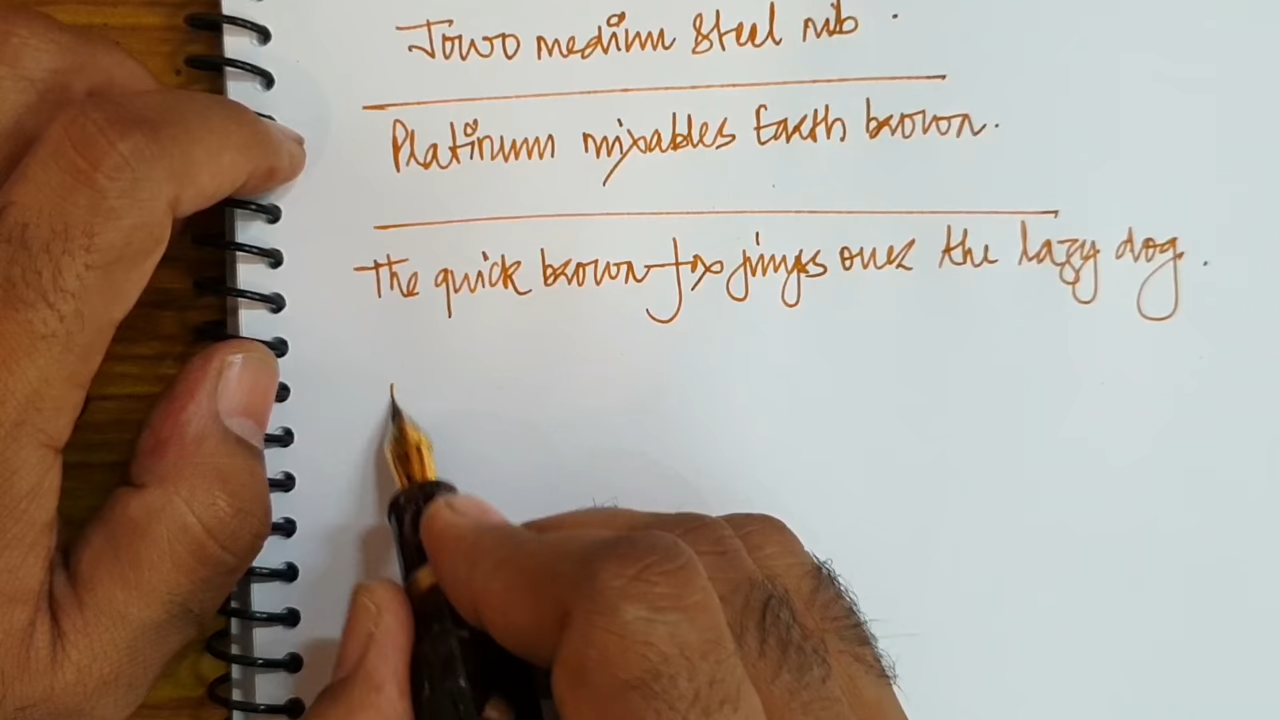 Jowo medium steel nib.
Platinum mixables Earth brown.
The quick brown fox jumps over the lazy dog.